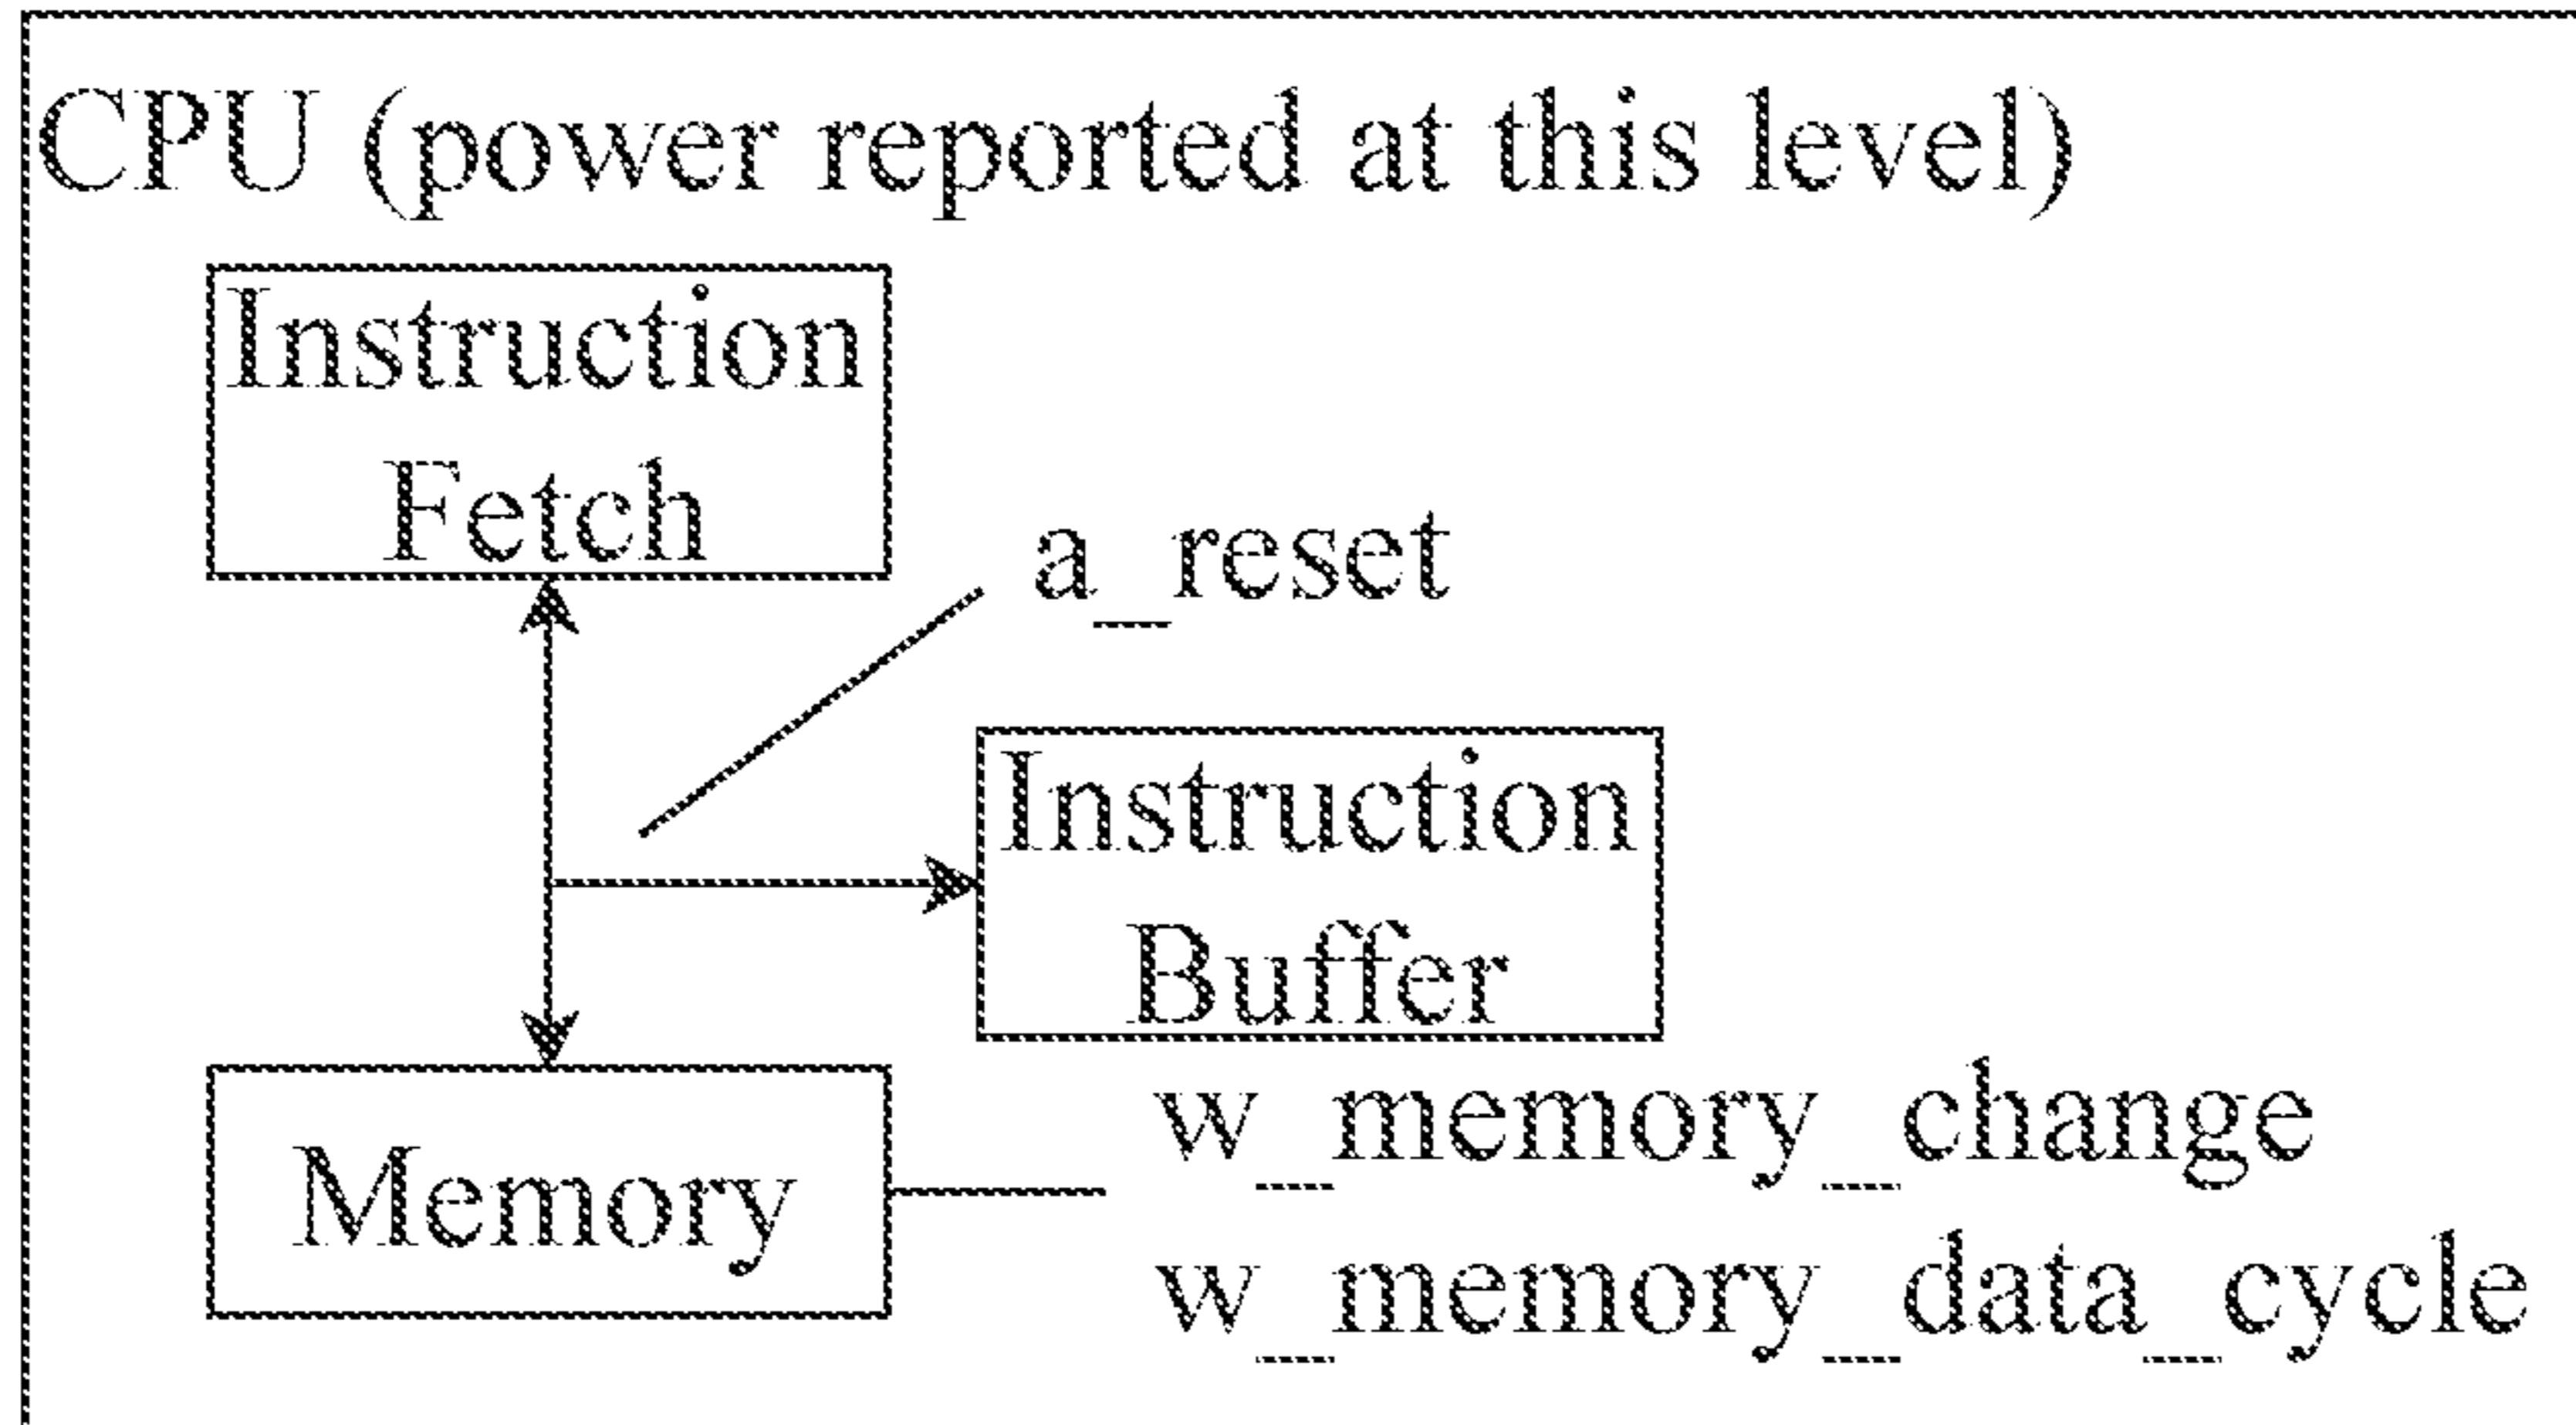 CPU (power reported at this level)
Instruction
Fetch
a_reset
Instruction
Buffer
Memory
w_memory_change
w_memory_data_cycle